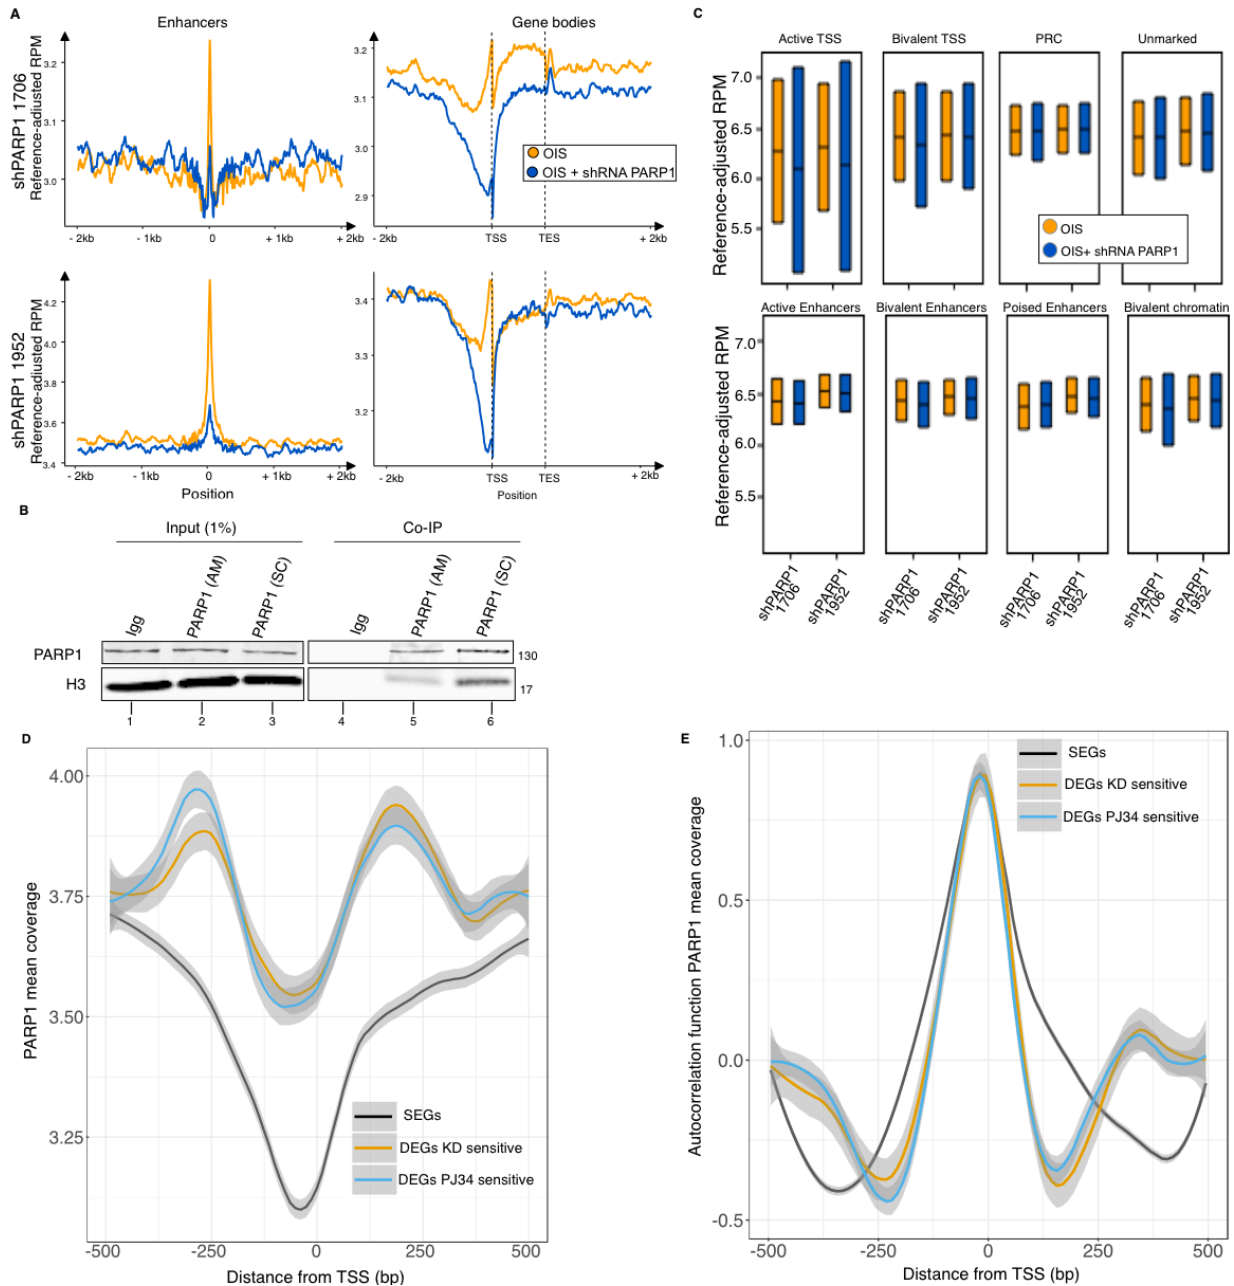 A
Enhancers
Gene bodies
shPARP1 1706
Reference-adjusted RPM
3.2
3.1
3.0
- 2kb
- 1kb
0
+ 1kb
+ 2kb
3.2
3.1
3.0
2.9
OIS
OIS + shRNA PARP1
- 2kb
TSS
TES
+ 2kb
shPARP1 1952
Reference-adjusted RPM
4.2
4.0
3.8
3.6
3.4
- 2kb
- 1kb
0
+ 1kb
+ 2kb
Position
3.4
3.3
3.2
- 2kb
TSS
TES
+ 2kb
Position
B
Input (1%)
Co-IP
Igg
PARP1 (AM)
PARP1 (SC)
Igg
PARP1 (AM)
PARP1 (SC)
PARP1
130
H3
17
1
2
3
4
5
6
C
Active TSS
Bivalent TSS
PRC
Unmarked
Reference-adjusted RPM
7.0
6.5
6.0
5.5
OIS
OIS+ shRNA PARP1
Active Enhancers
Bivalent Enhancers
Poised Enhancers
Bivalent chromatin
Reference-adjusted RPM
7.0
6.5
6.0
5.5
shPARP1
1706
shPARP1
1952
shPARP1
1706
shPARP1
1952
shPARP1
1706
shPARP1
1952
shPARP1
1706
shPARP1
1952
D
PARP1 mean coverage
4.00
3.75
3.50
3.25
SEGs
DEGs KD sensitive
DEGs PJ34 sensitive
-500
-250
0
250
500
Distance from TSS (bp)
E
Autocorrelation function PARP1 mean coverage
1.0
0.5
0.0
-0.5
SEGs
DEGs KD sensitive
DEGs PJ34 sensitive
-500
-250
0
250
500
Distance from TSS (bp)